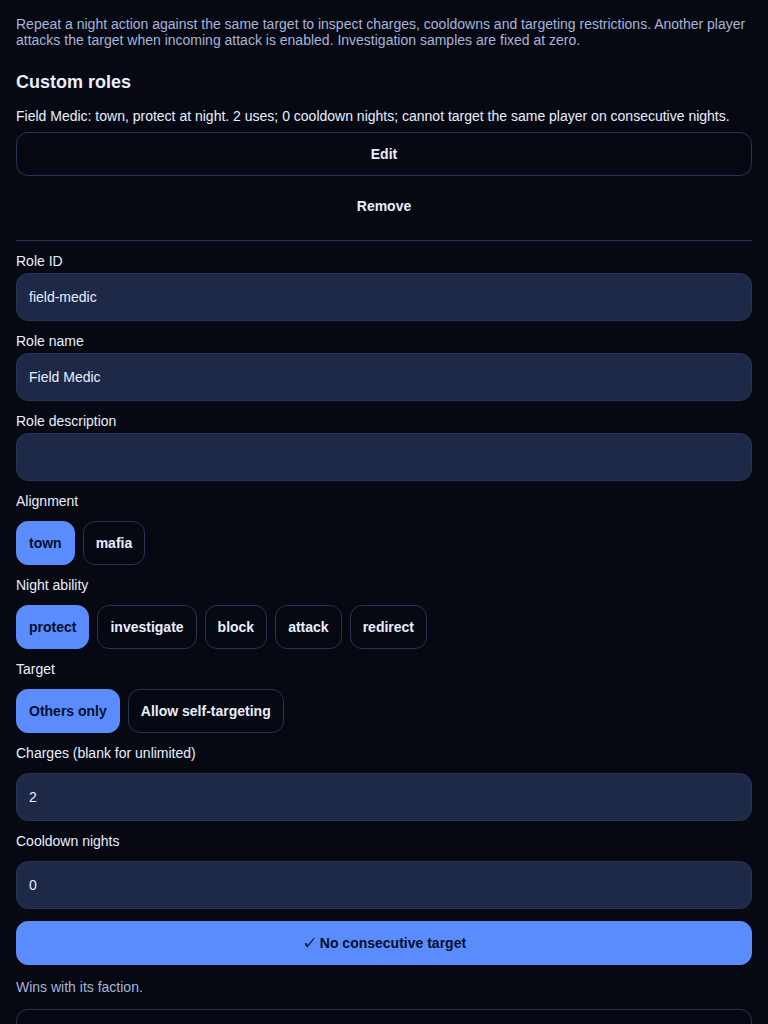 Repeat a night action against the same target to inspect charges, cooldowns and targeting restrictions. Another player
attacks the target when incoming attack is enabled. Investigation samples are fixed at zero.
Custom roles
Field Medic: town, protect at night. 2 uses; 0 cooldown nights; cannot target the same player on consecutive nights.
Edit
Remove
Role ID
field-medic
Role name
Field Medic
Role description
Alignment
town mafia
Night ability
protect investigate block attack redirect
Target
Others only Allow self-targeting
Charges (blank for unlimited)
2
Cooldown nights
0
✓ No consecutive target
Wins with its faction.